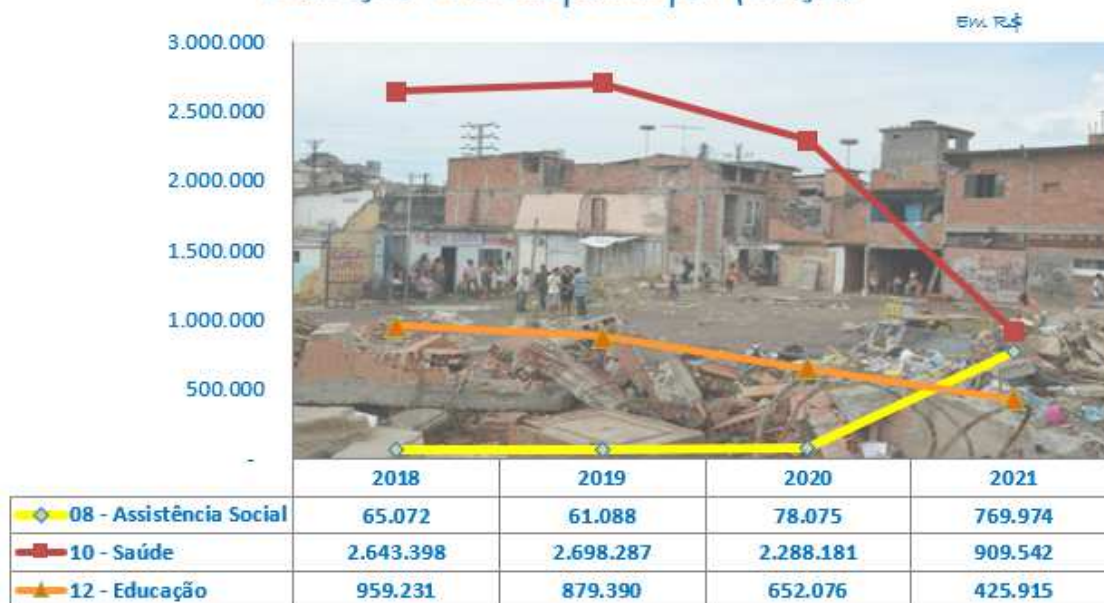 Em R$
3.000.000
2.500.000
2.000.000
1.500.000
1.000.000
500.000
-
2018 2019 2020 2021
08 - Assistência Social 65.072 61.088 78.075 769.974
10 - Saúde 2.643.398 2.698.287 2.288.181 909.542
12 - Educação 959.231 879.390 652.076 425.915